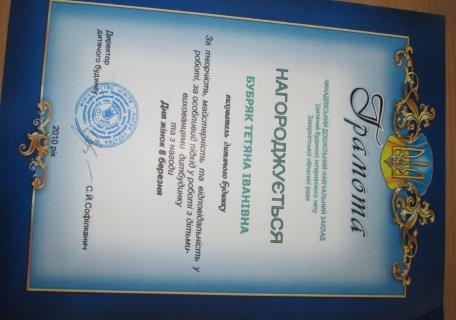 Грамота
ЧИНАДІЇВСЬКИЙ ДОШКІЛЬНИЙ НАВЧАЛЬНИЙ ЗАКЛАД
(дитячий будинок) інтернатного типу
Закарпатської обласної ради
НАГОРОДЖУЄТЬСЯ
БУБРЯК ТЕТЯНА ІВАНІВНА
вихователь дитячого будинку
За творчість, майстерність та відповідальність у
роботі, за особливий підхід у роботі з дітьми-
вихованцями дитбудинку
та з нагоди
Дня жінок 8 березня
Директор
дитячого будинку
С.Й.Софілканич
2010 рік